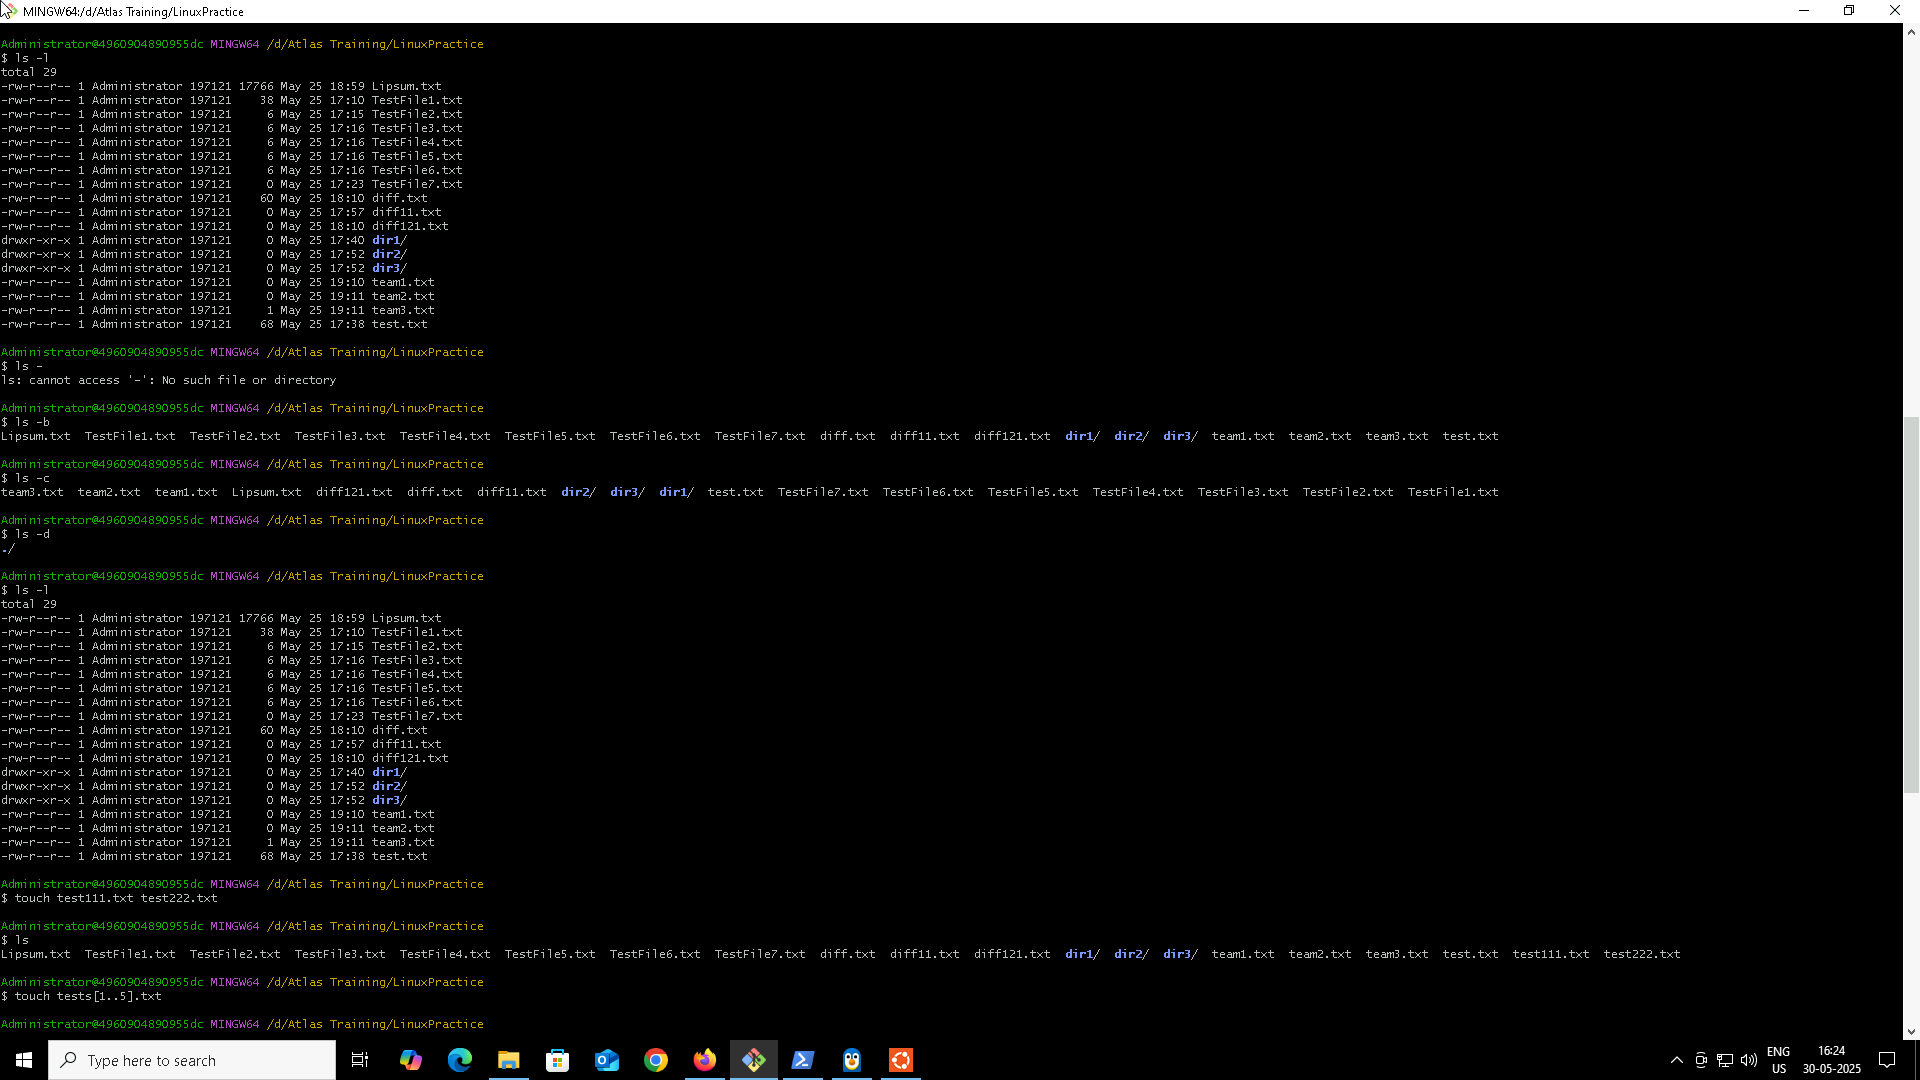 MINGW64:/d/Atlas Training/LinuxPractice
Administrator@4960904890955dc MINGW64 /d/Atlas Training/LinuxPractice
$ ls -l
total 29
-rw-r--r-- 1 Administrator 197121 17766 May 25 18:59 Lipsum.txt
-rw-r--r-- 1 Administrator 197121    38 May 25 17:10 TestFile1.txt
-rw-r--r-- 1 Administrator 197121     6 May 25 17:15 TestFile2.txt
-rw-r--r-- 1 Administrator 197121     6 May 25 17:16 TestFile3.txt
-rw-r--r-- 1 Administrator 197121     6 May 25 17:16 TestFile4.txt
-rw-r--r-- 1 Administrator 197121     6 May 25 17:16 TestFile5.txt
-rw-r--r-- 1 Administrator 197121     6 May 25 17:16 TestFile6.txt
-rw-r--r-- 1 Administrator 197121     0 May 25 17:23 TestFile7.txt
-rw-r--r-- 1 Administrator 197121    60 May 25 18:10 diff.txt
-rw-r--r-- 1 Administrator 197121     0 May 25 17:57 diff11.txt
-rw-r--r-- 1 Administrator 197121     0 May 25 18:10 diff121.txt
drwxr-xr-x 1 Administrator 197121     0 May 25 17:40 dir1/
drwxr-xr-x 1 Administrator 197121     0 May 25 17:52 dir2/
drwxr-xr-x 1 Administrator 197121     0 May 25 17:52 dir3/
-rw-r--r-- 1 Administrator 197121     0 May 25 19:10 team1.txt
-rw-r--r-- 1 Administrator 197121     0 May 25 19:11 team2.txt
-rw-r--r-- 1 Administrator 197121     1 May 25 19:11 team3.txt
-rw-r--r-- 1 Administrator 197121    68 May 25 17:38 test.txt
Administrator@4960904890955dc MINGW64 /d/Atlas Training/LinuxPractice
$ ls -
ls: cannot access '-': No such file or directory
Administrator@4960904890955dc MINGW64 /d/Atlas Training/LinuxPractice
$ ls -b
Lipsum.txt  TestFile1.txt  TestFile2.txt  TestFile3.txt  TestFile4.txt  TestFile5.txt  TestFile6.txt  TestFile7.txt  diff.txt  diff11.txt  diff121.txt  dir1/  dir2/  dir3/  team1.txt  team2.txt  team3.txt  test.txt
Administrator@4960904890955dc MINGW64 /d/Atlas Training/LinuxPractice
$ ls -c
team3.txt  team2.txt  team1.txt  Lipsum.txt  diff121.txt  diff.txt  diff11.txt  dir2/  dir3/  dir1/  test.txt  TestFile7.txt  TestFile6.txt  TestFile5.txt  TestFile4.txt  TestFile3.txt  TestFile2.txt  TestFile1.txt
Administrator@4960904890955dc MINGW64 /d/Atlas Training/LinuxPractice
$ ls -d
./
Administrator@4960904890955dc MINGW64 /d/Atlas Training/LinuxPractice
$ ls -l
total 29
-rw-r--r-- 1 Administrator 197121 17766 May 25 18:59 Lipsum.txt
-rw-r--r-- 1 Administrator 197121    38 May 25 17:10 TestFile1.txt
-rw-r--r-- 1 Administrator 197121     6 May 25 17:15 TestFile2.txt
-rw-r--r-- 1 Administrator 197121     6 May 25 17:16 TestFile3.txt
-rw-r--r-- 1 Administrator 197121     6 May 25 17:16 TestFile4.txt
-rw-r--r-- 1 Administrator 197121     6 May 25 17:16 TestFile5.txt
-rw-r--r-- 1 Administrator 197121     6 May 25 17:16 TestFile6.txt
-rw-r--r-- 1 Administrator 197121     0 May 25 17:23 TestFile7.txt
-rw-r--r-- 1 Administrator 197121    60 May 25 18:10 diff.txt
-rw-r--r-- 1 Administrator 197121     0 May 25 17:57 diff11.txt
-rw-r--r-- 1 Administrator 197121     0 May 25 18:10 diff121.txt
drwxr-xr-x 1 Administrator 197121     0 May 25 17:40 dir1/
drwxr-xr-x 1 Administrator 197121     0 May 25 17:52 dir2/
drwxr-xr-x 1 Administrator 197121     0 May 25 17:52 dir3/
-rw-r--r-- 1 Administrator 197121     0 May 25 19:10 team1.txt
-rw-r--r-- 1 Administrator 197121     0 May 25 19:11 team2.txt
-rw-r--r-- 1 Administrator 197121     1 May 25 19:11 team3.txt
-rw-r--r-- 1 Administrator 197121    68 May 25 17:38 test.txt
Administrator@4960904890955dc MINGW64 /d/Atlas Training/LinuxPractice
$ touch test111.txt test222.txt
Administrator@4960904890955dc MINGW64 /d/Atlas Training/LinuxPractice
$ ls
Lipsum.txt  TestFile1.txt  TestFile2.txt  TestFile3.txt  TestFile4.txt  TestFile5.txt  TestFile6.txt  TestFile7.txt  diff.txt  diff11.txt  diff121.txt  dir1/  dir2/  dir3/  team1.txt  team2.txt  team3.txt  test.txt  test111.txt  test222.txt
Administrator@4960904890955dc MINGW64 /d/Atlas Training/LinuxPractice
$ touch tests[1..5].txt
Administrator@4960904890955dc MINGW64 /d/Atlas Training/LinuxPractice
Type here to search
ENG
US
16:24
30-05-2025